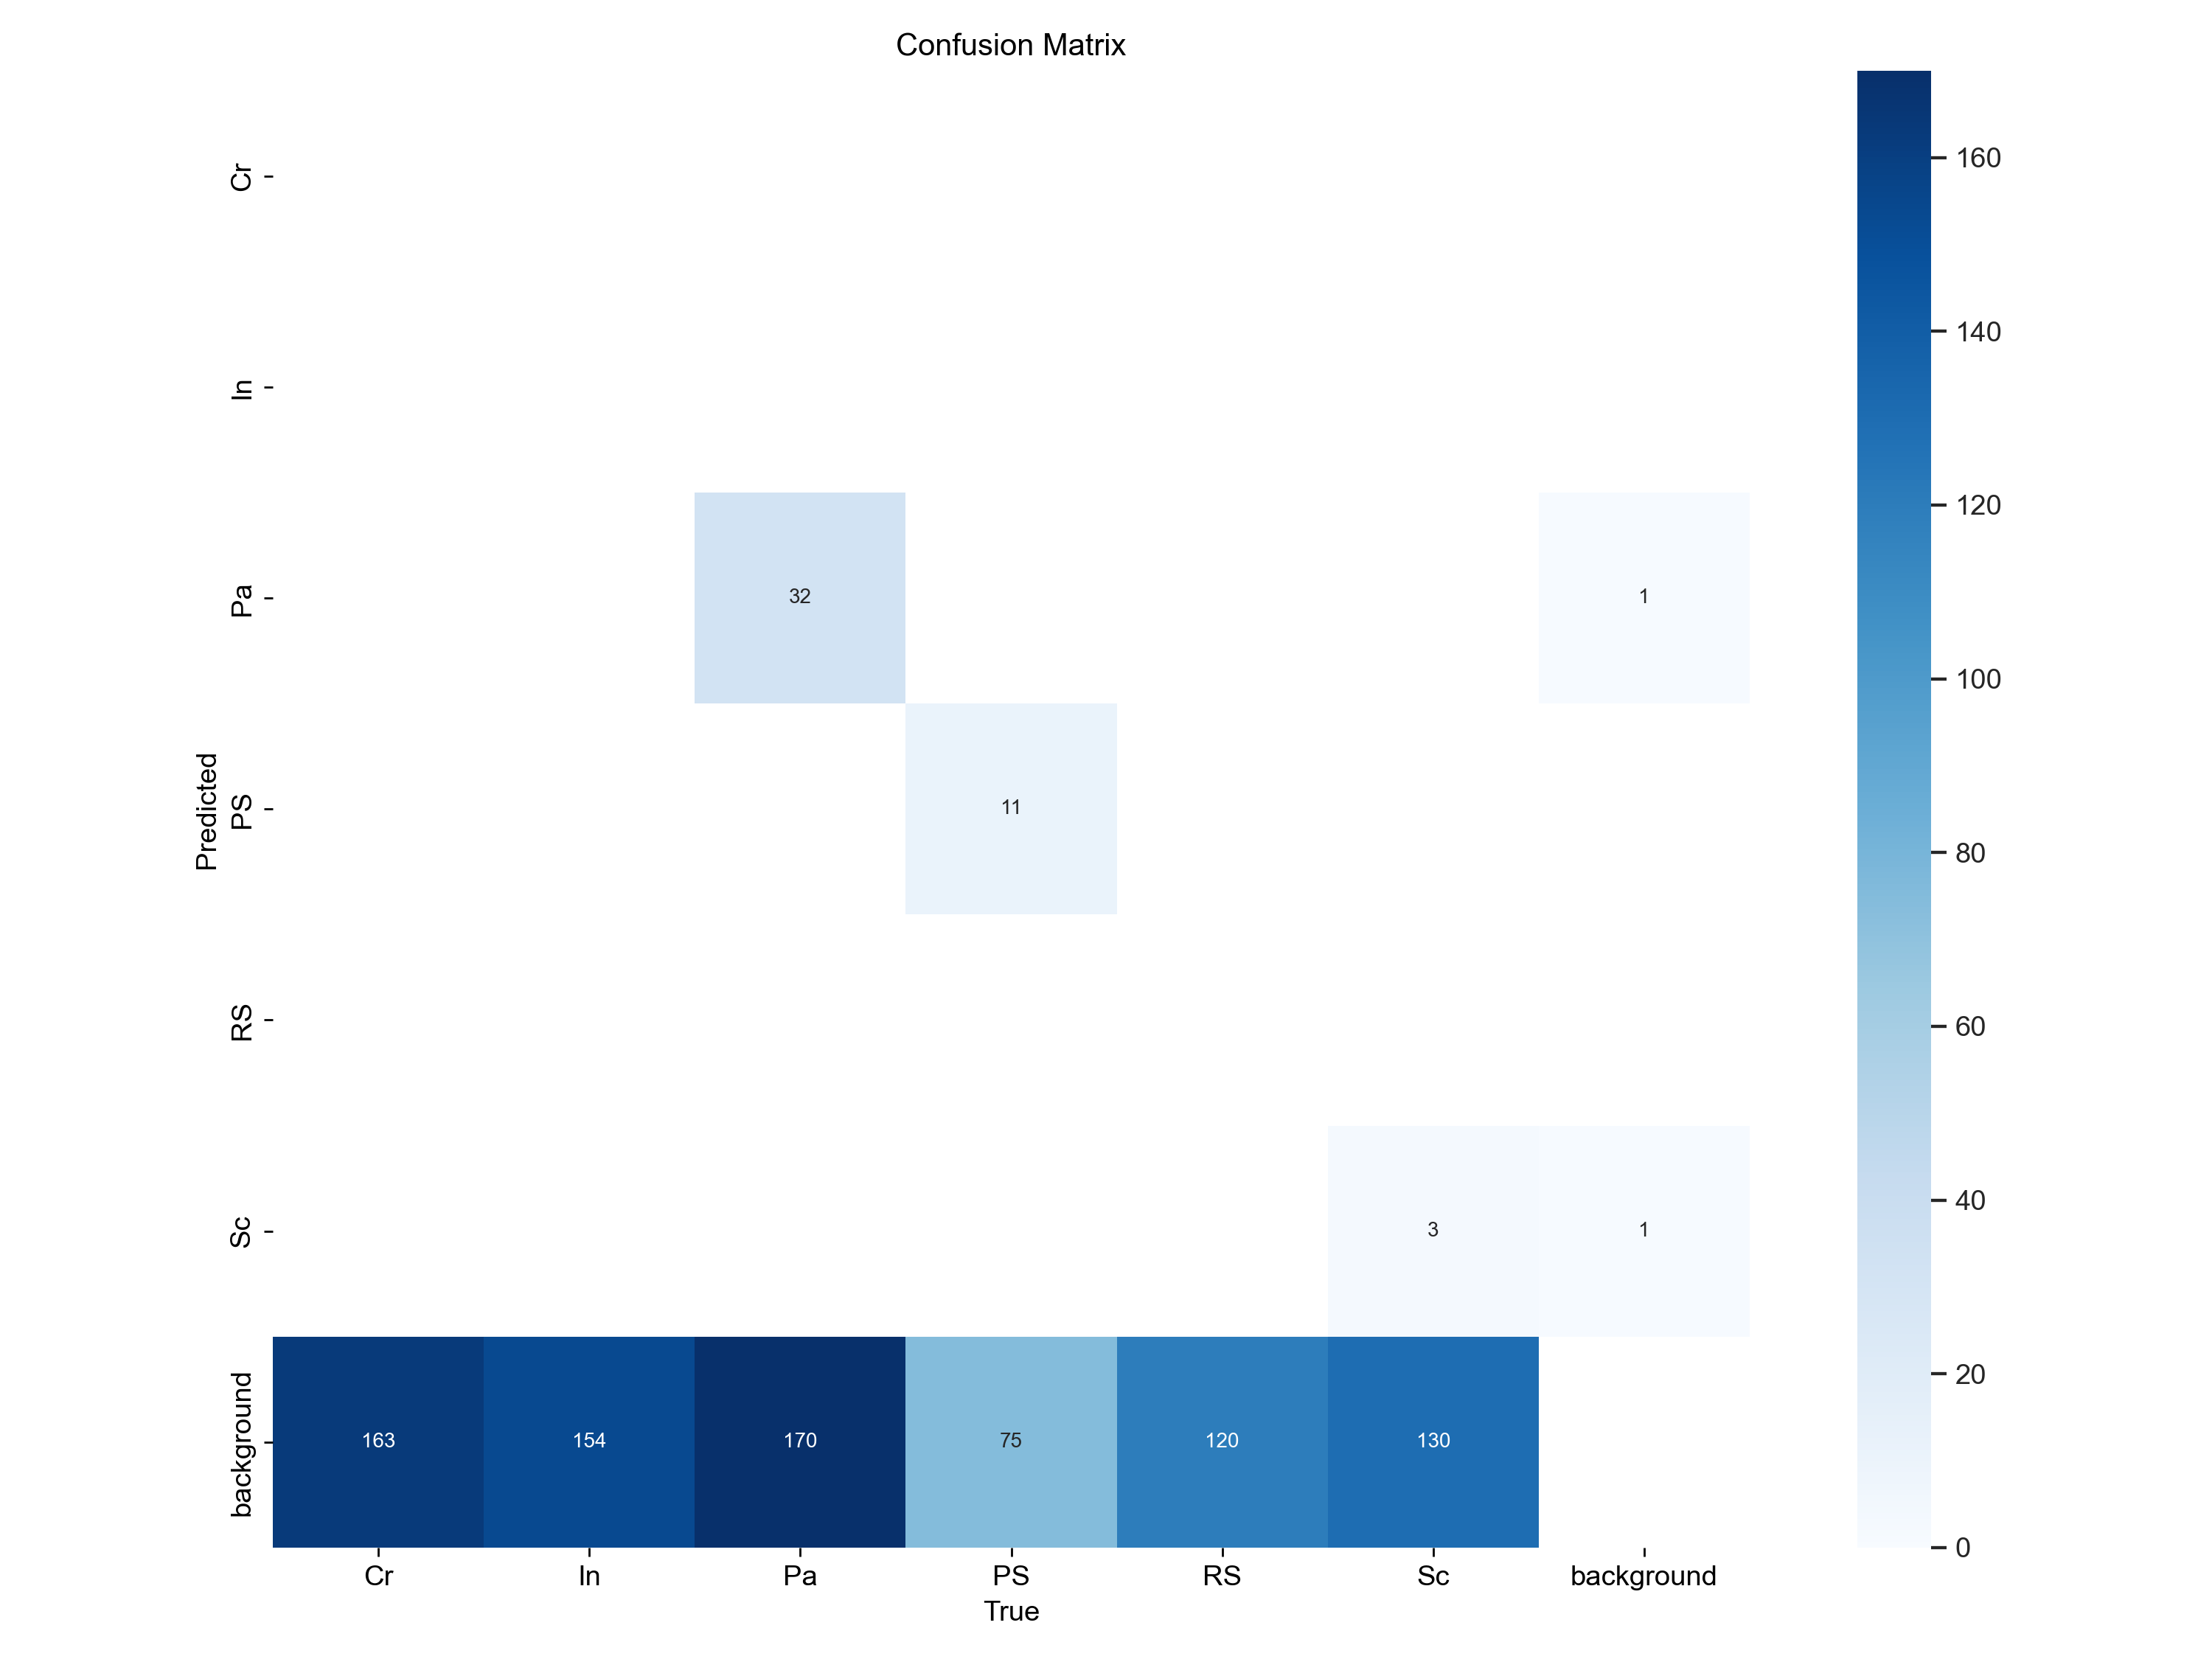 Confusion Matrix
Cr
In
Pa
PS
RS
Sc
background
Predicted
32
1
11
3
1
163
154
170
75
120
130
Cr
In
Pa
PS
RS
Sc
background
True
160
140
120
100
80
60
40
20
0